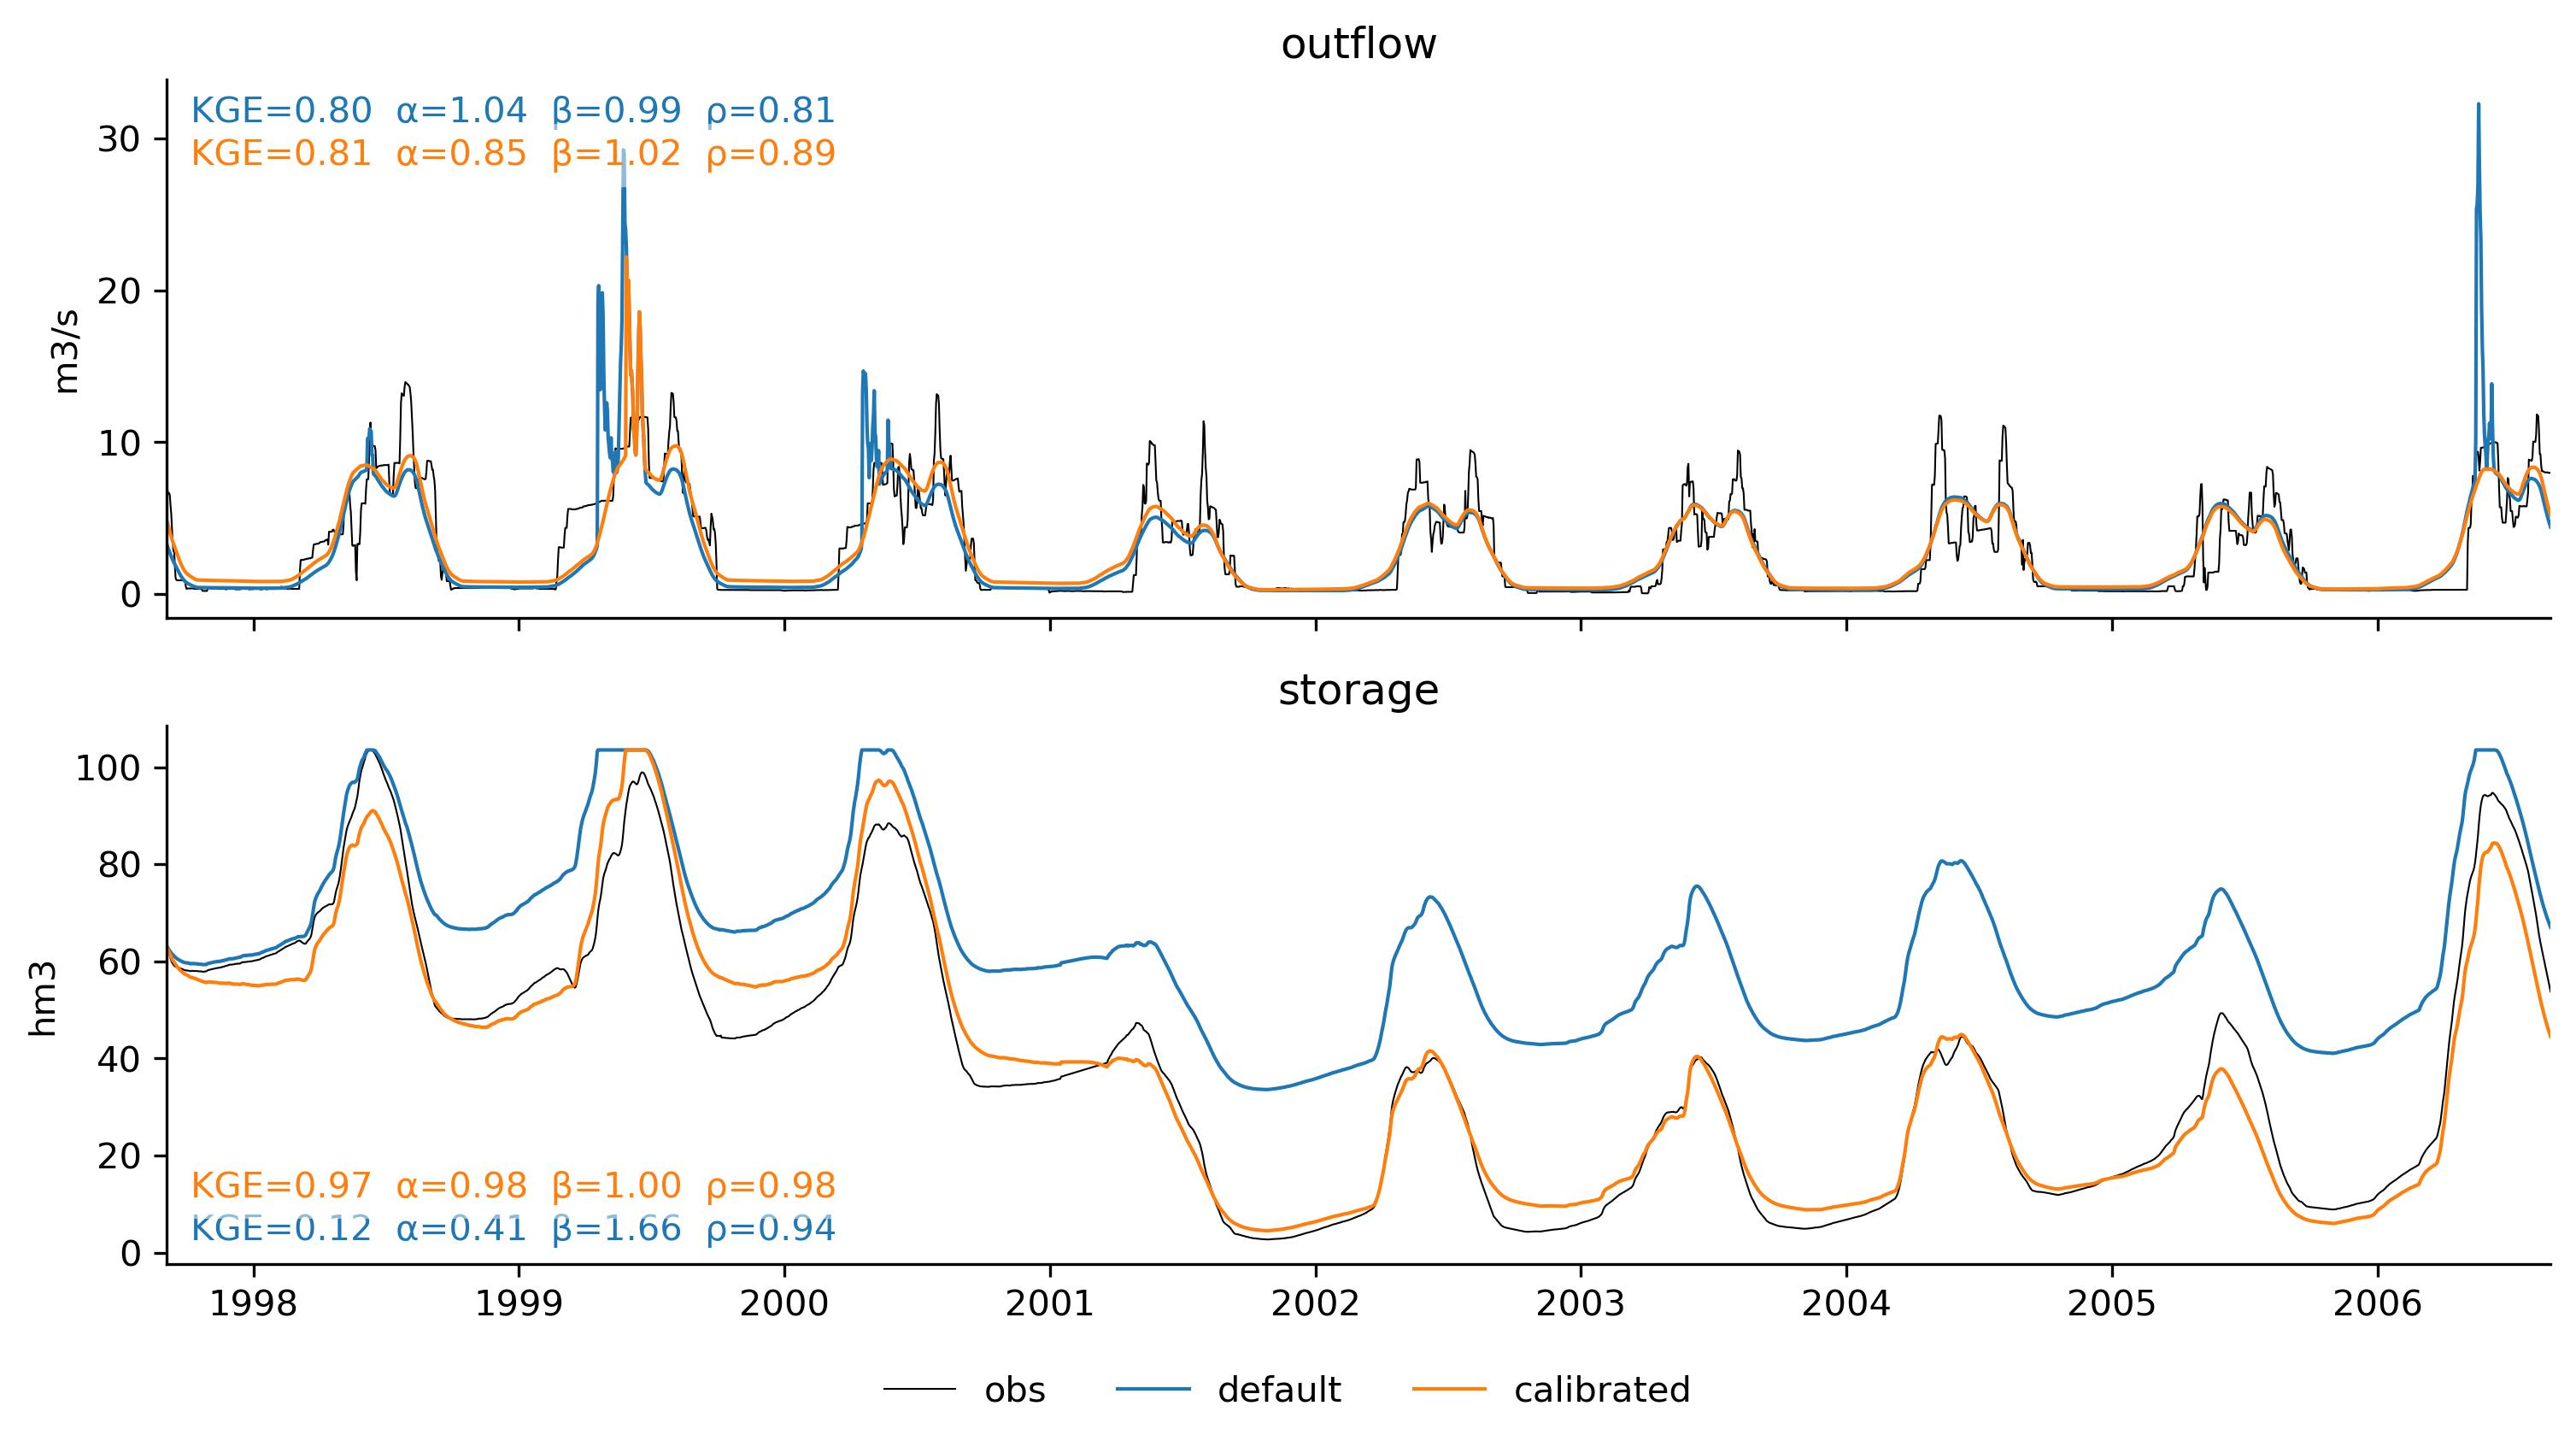 outflow
KGE=0.80 α=1.04 β=0.99 ρ=0.81
KGE=0.81 α=0.85 β=1.02 ρ=0.89
30
20
10
0
m3/s
storage
100
80
60
40
20
0
hm3
KGE=0.97 α=0.98 β=1.00 ρ=0.98
KGE=0.12 α=0.41 β=1.66 ρ=0.94
1998 1999 2000 2001 2002 2003 2004 2005 2006
obs default calibrated